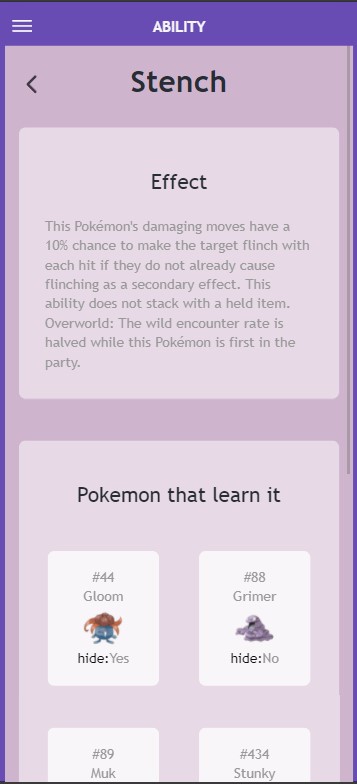 ABILITY
Stench
Effect
This Pokémon's damaging moves have a
10% chance to make the target flinch with
each hit if they do not already cause
flinching as a secondary effect. This
ability does not stack with a held item.
Overworld: The wild encounter rate is
halved while this Pokémon is first in the
party.
Pokemon that learn it
#44
Gloom
hide:Yes
#88
Grimer
hide:No
#89
Muk
#434
Stunky